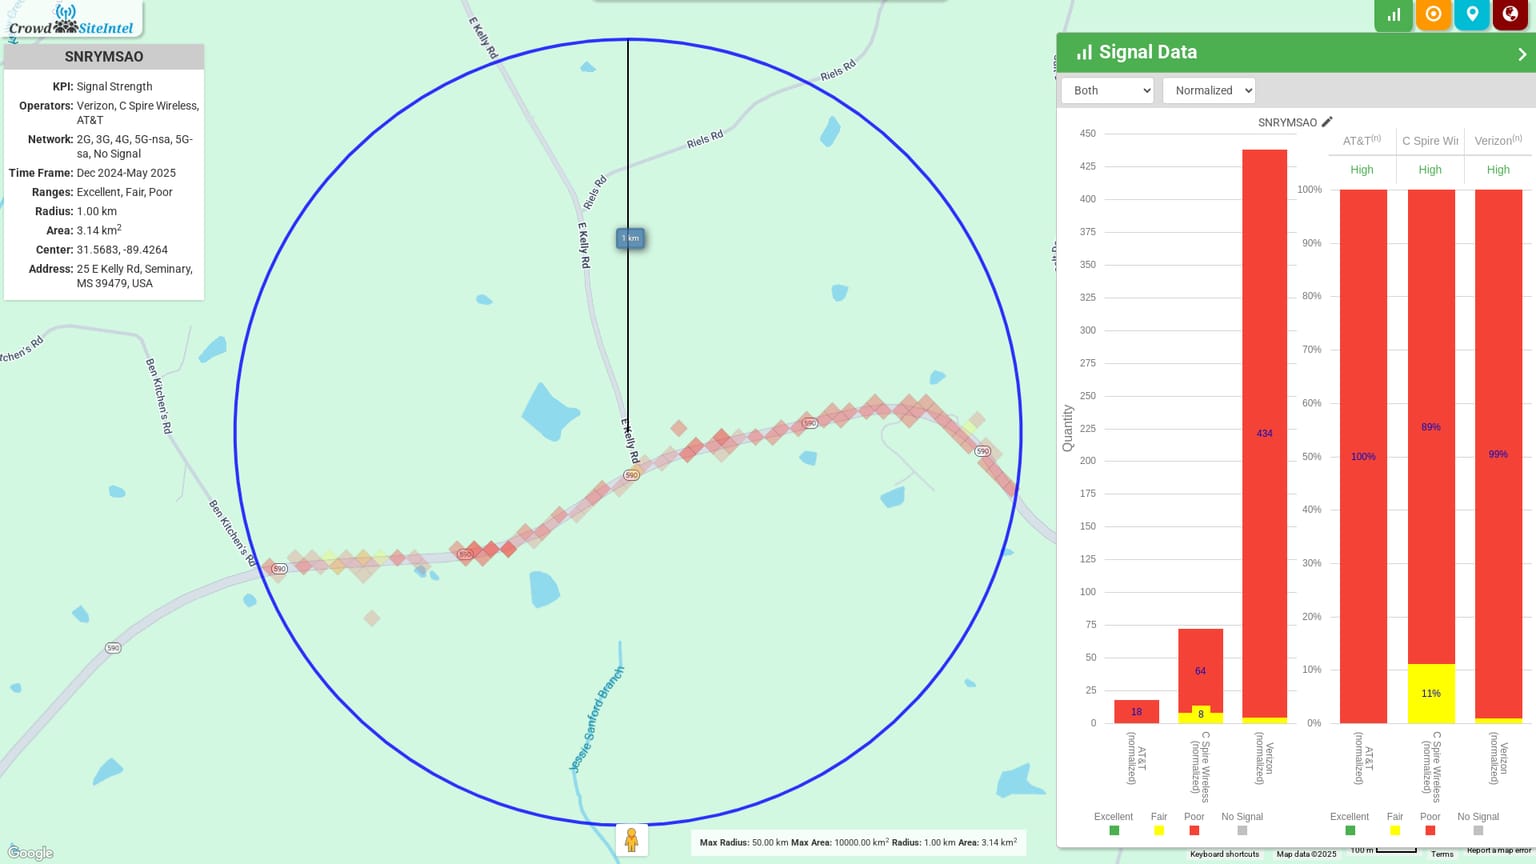 Crowd SiteIntel
SNRYMSAO
KPI: Signal Strength
Operators: Verizon, C Spire Wireless,
AT&T
Network: 2G, 3G, 4G, 5G-nsa, 5G-
sa, No Signal
Time Frame: Dec 2024-May 2025
Ranges: Excellent, Fair, Poor
Radius: 1.00 km
Area: 3.14 km²
Center: 31.5683, -89.4264
Address: 25 E Kelly Rd, Seminary,
MS 39479, USA
E Kelly Rd
Riels Rd
Riels Rd
Riels Rd
E Kelly Rd
1 km
E Kelly Rd
Ben Kitchen's Rd
Ben Kitchen's Rd
590
590
590
590
590
590
Jessie Sanford Branch
Google
Max Radius: 50.00 km Max Area: 10000.00 km² Radius: 1.00 km Area: 3.14 km²
Signal Data
Both
Normalized
SNRYMSAO
Quantity
450
425
400
375
350
325
300
275
250
225
200
175
150
125
100
75
50
25
0
18
64
8
434
AT&T
(normalized)
C Spire Wireless
(normalized)
Verizon
(normalized)
Excellent Fair Poor No Signal
AT&T(n) C Spire Wir Verizon(n)
High High High
100%
90%
80%
70%
60%
50%
40%
30%
20%
10%
0%
100%
89%
11%
99%
AT&T
(normalized)
C Spire Wireless
(normalized)
Verizon
(normalized)
Excellent Fair Poor No Signal
Keyboard shortcuts Map data ©2025 100 m Terms Report a map error